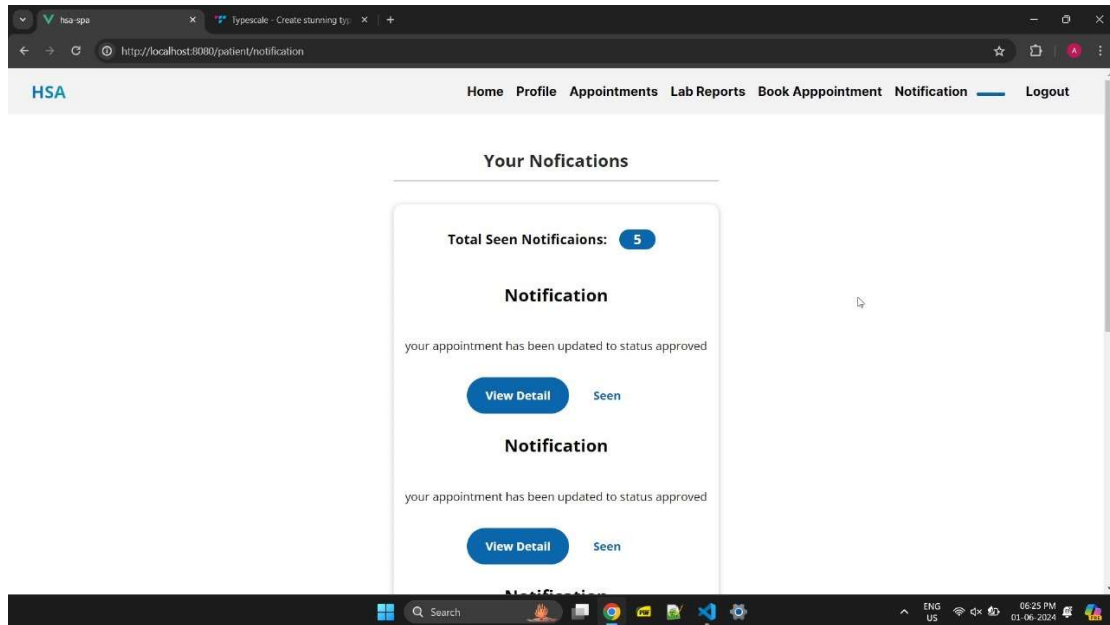 hsa-spa
Typescale - Create stunning typ
http://localhost:8080/patient/notification
A
HSA
Home Profile Appointments Lab Reports Book Apppointment Notification Logout
Your Nofications
Total Seen Notificaions: 5
Notification
your appointment has been updated to status approved
View Detail Seen
Notification
your appointment has been updated to status approved
View Detail Seen
Notification
Search
ENG
US
06:25 PM
01-06-2024